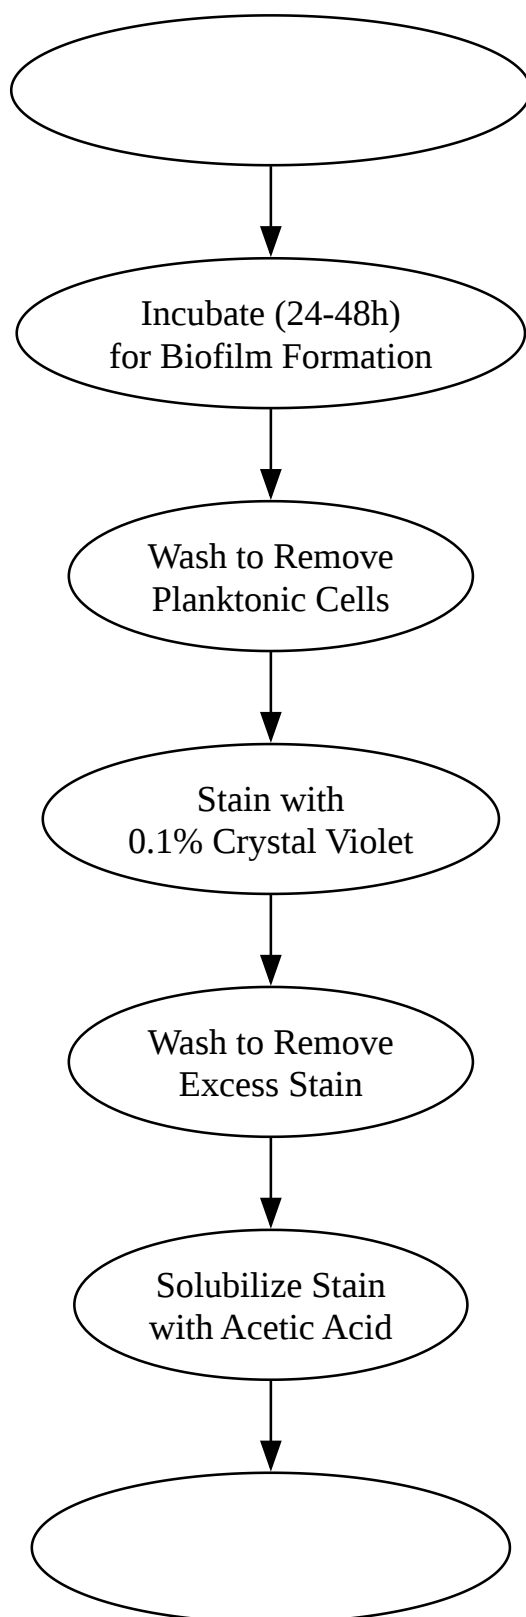 Incubate (24-48h)
for Biofilm Formation
Wash to Remove
Planktonic Cells
Stain with
0.1% Crystal Violet
Wash to Remove
Excess Stain
Solubilize Stain
with Acetic Acid